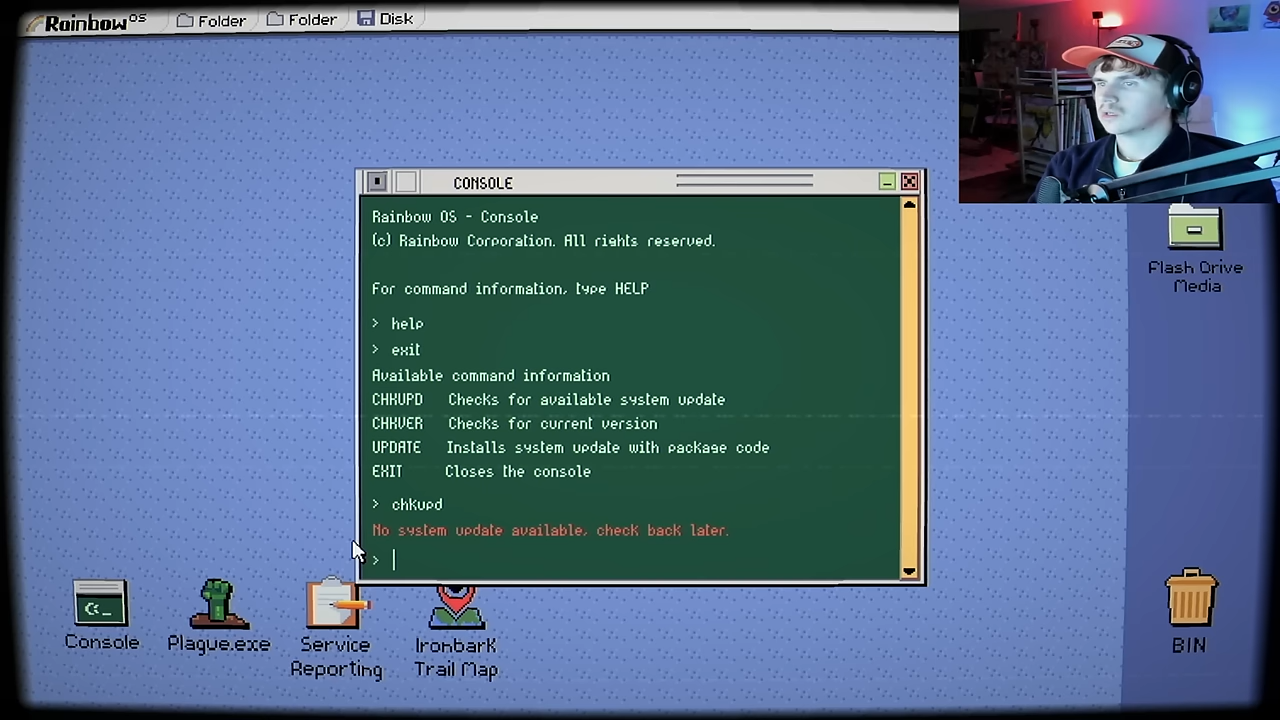 Rainbow OS
Folder
Folder
Disk
CONSOLE
Rainbow OS - Console
(c) Rainbow Corporation. All rights reserved.
For command information, type HELP
> help
> exit
Available command information
CHKUPD Checks for available system update
CHKVER Checks for current version
UPDATE Installs system update with package code
EXIT Closes the console
> chkupd
No system update available, check back later.
>
Flash Drive
Media
Console
Plague.exe
Service
Reporting
Ironbark
Trail Map
BIN